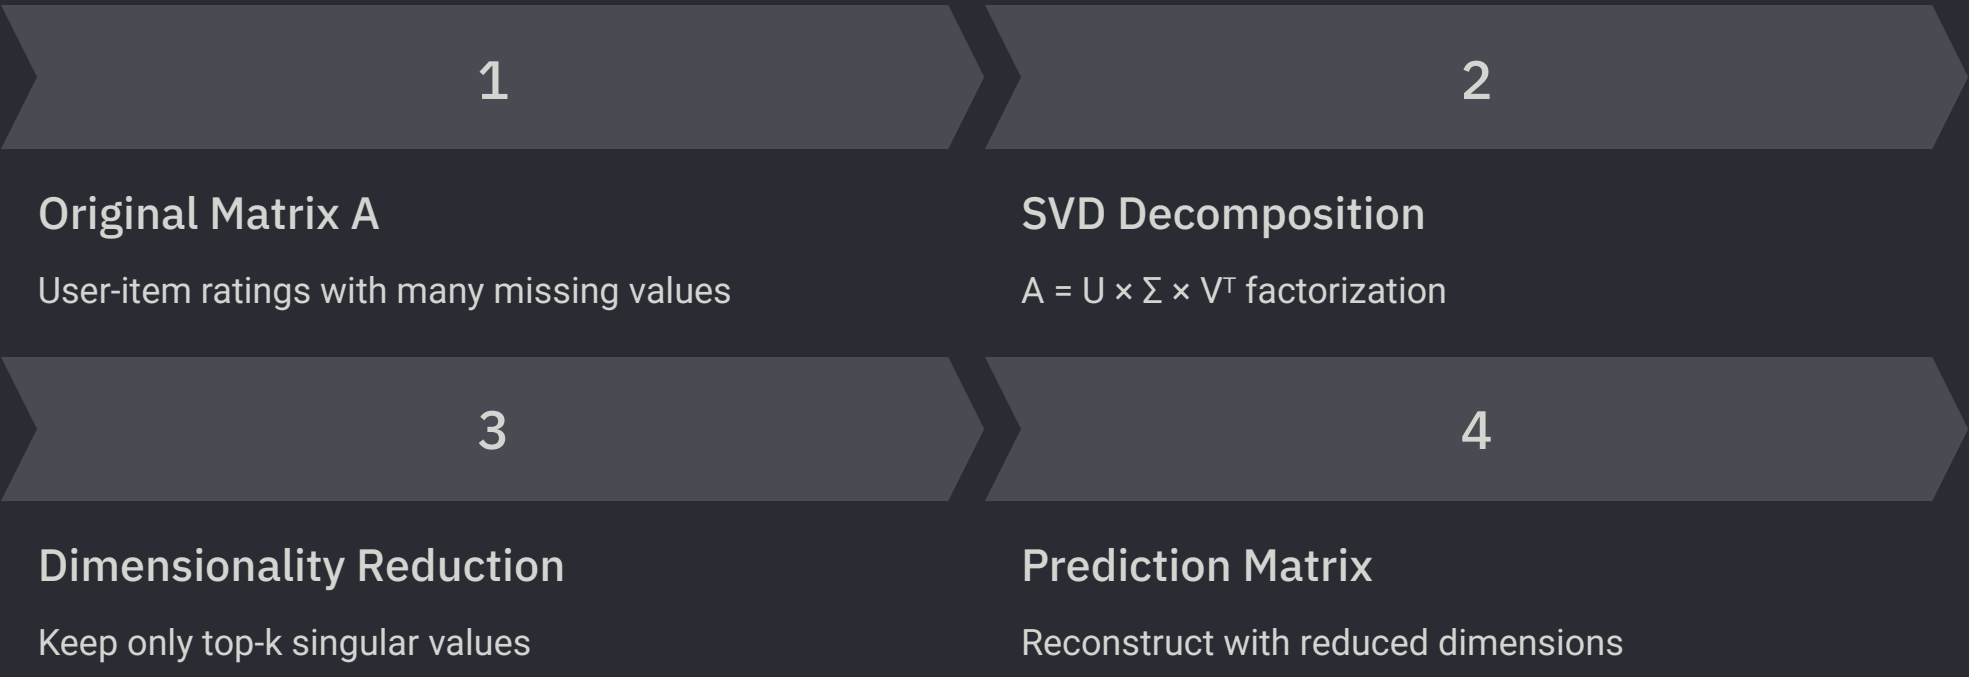 1
2
Original Matrix A
User-item ratings with many missing values
SVD Decomposition
A = U × Σ × Vᵀ factorization
3
4
Dimensionality Reduction
Keep only top-k singular values
Prediction Matrix
Reconstruct with reduced dimensions